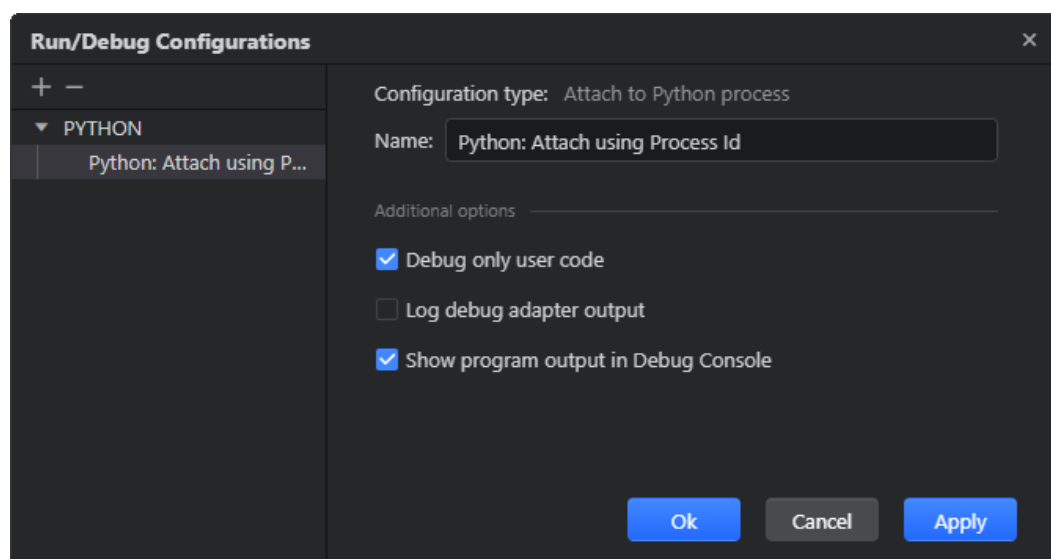 Run/Debug Configurations
PYTHON
Python: Attach using P...
Configuration type: Attach to Python process
Name: Python: Attach using Process Id
Additional options
Debug only user code
Log debug adapter output
Show program output in Debug Console
Ok Cancel Apply